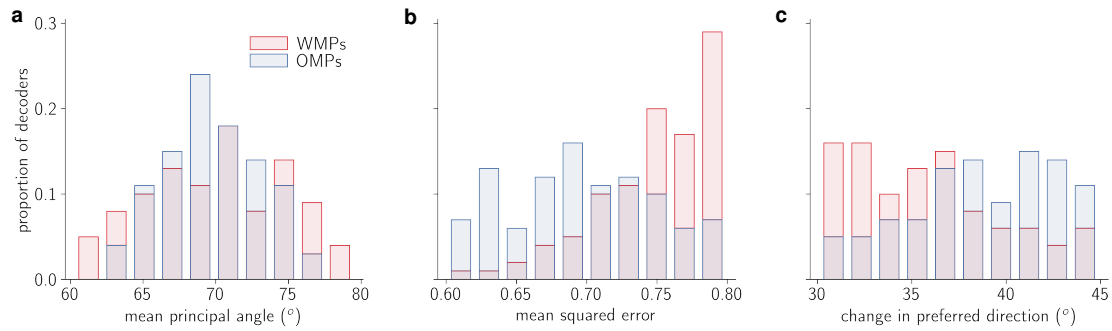 a
b
c
0.3
0.2
0.1
0.0
proportion of decoders
WMPs
OMPs
60 65 70 75 80
mean principal angle (°)
0.60 0.65 0.70 0.75 0.80
mean squared error
30 35 40 45
change in preferred direction (°)